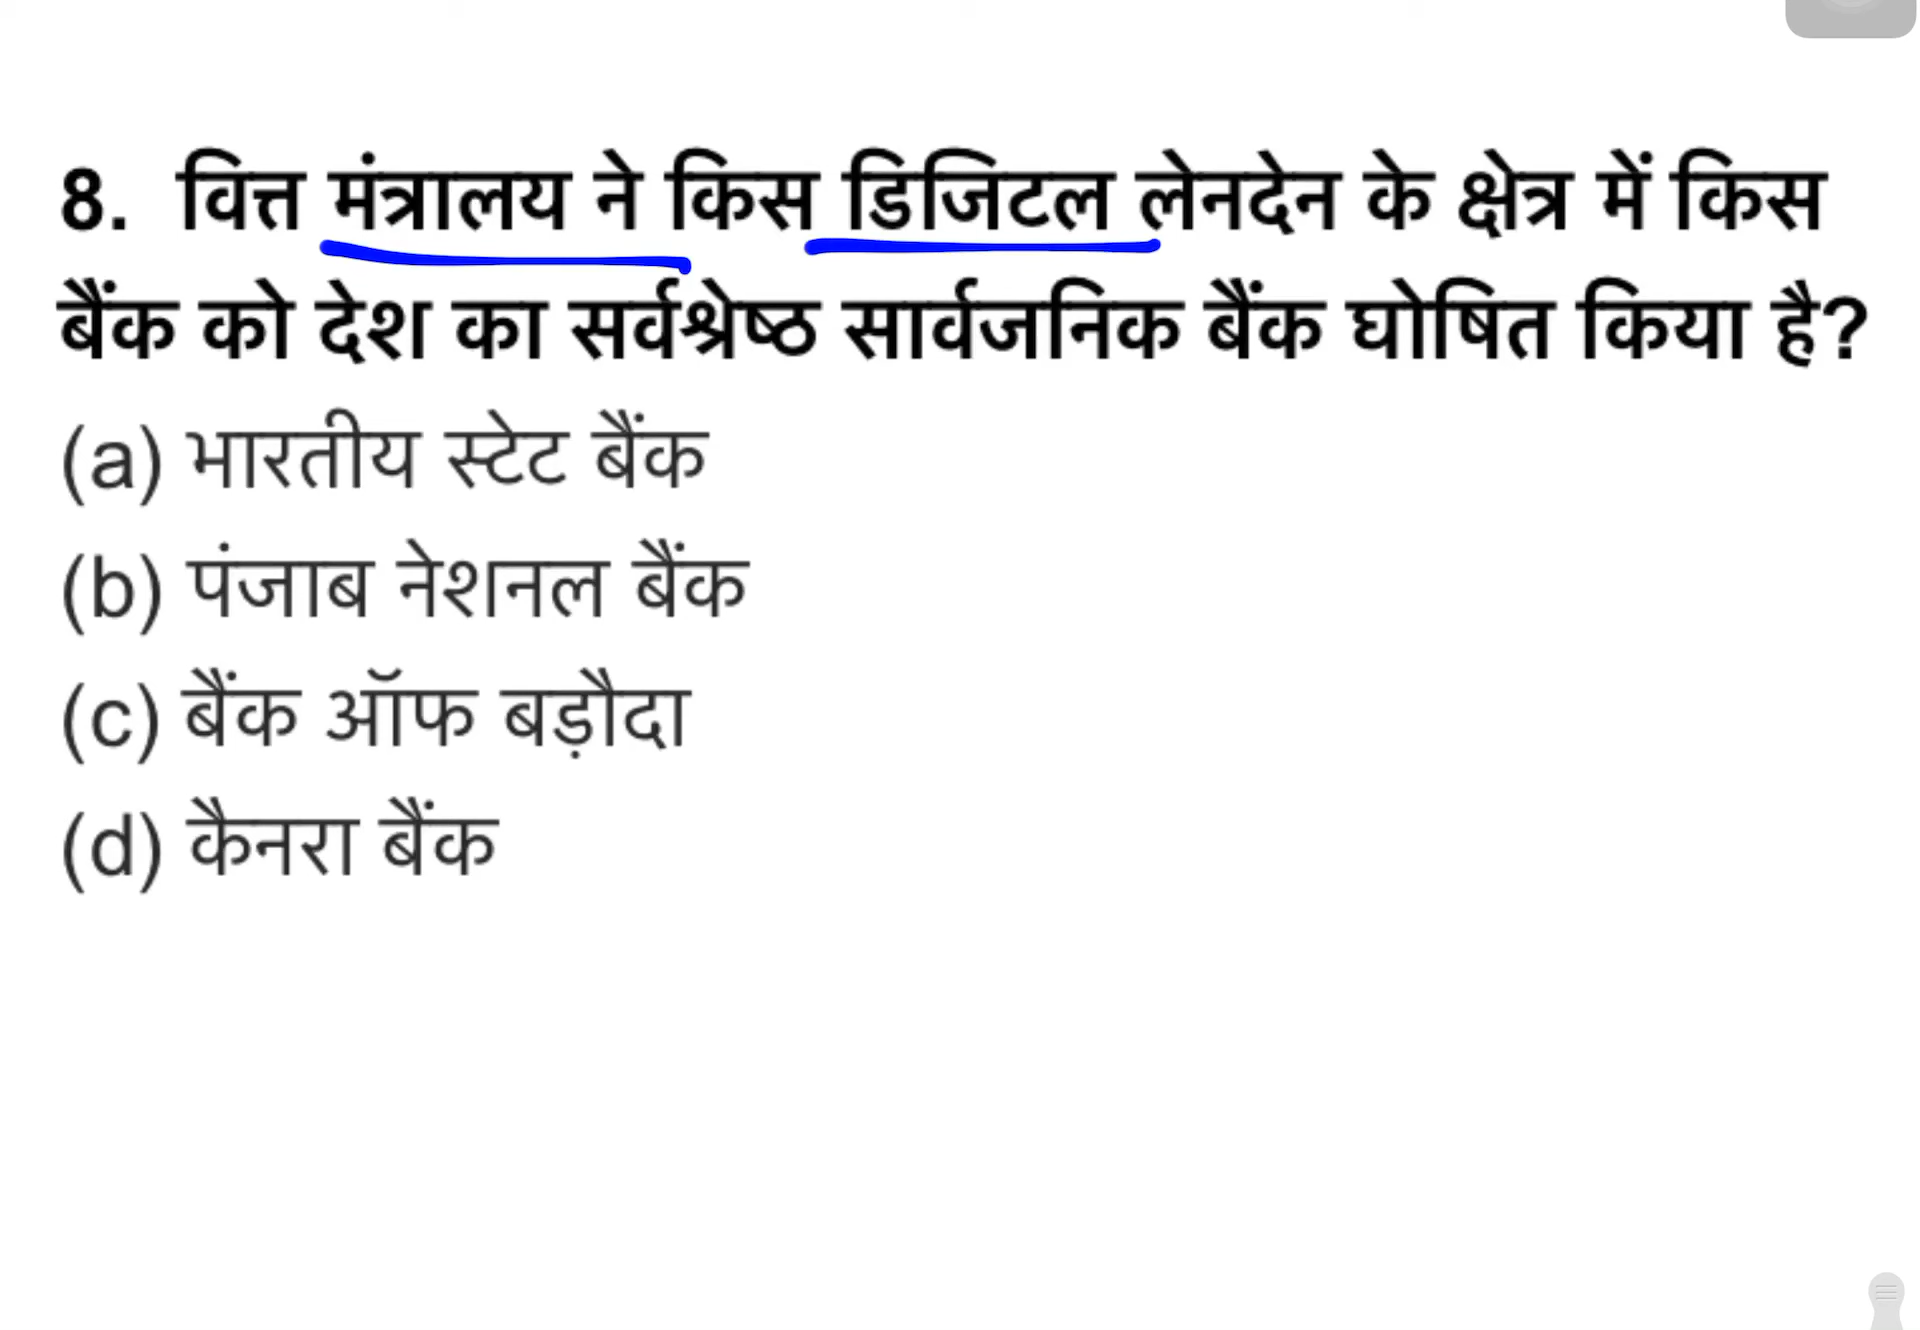 8. वित्त मंत्रालय ने किस डिजिटल लेनदेन के क्षेत्र में किस
बैंक को देश का सर्वश्रेष्ठ सार्वजनिक बैंक घोषित किया है?
(a) भारतीय स्टेट बैंक
(b) पंजाब नेशनल बैंक
(c) बैंक ऑफ बड़ौदा
(d) कैनरा बैंक